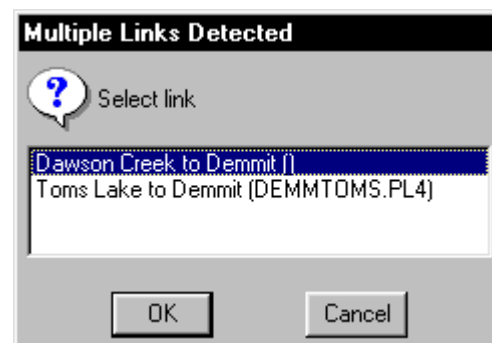 Multiple Links Detected
Select link
Dawson Creek to Demmit ()
Toms Lake to Demmit (DEMMTOMS.PL4)
OK Cancel